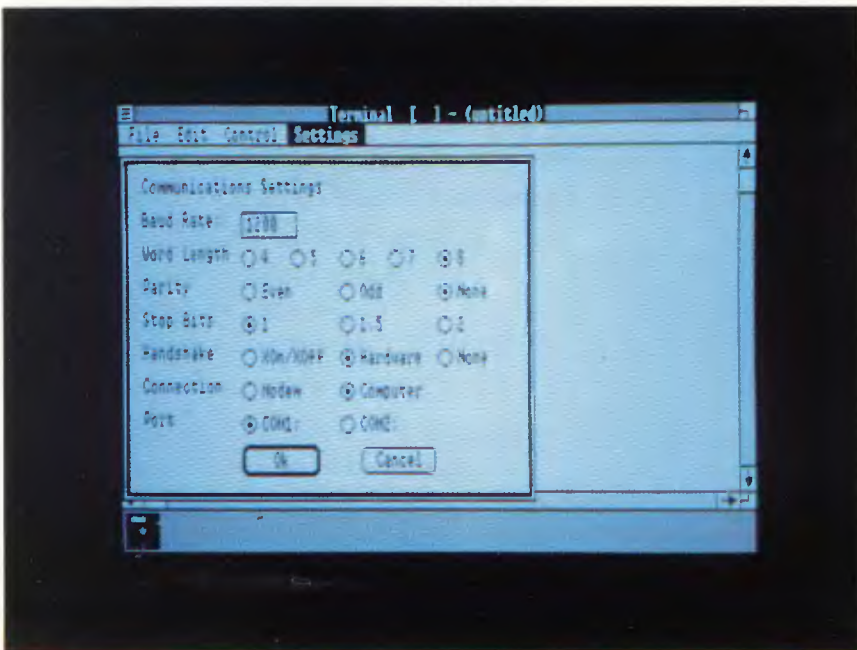 Terminal [ ] - (untitled)
File Edit Control Settings
Communications Settings
Baud Rate 1200
Word Length 4 5 6 7 8
Parity Even Odd None
Stop Bits 1 1.5 2
Handshake XOn/XOFF Hardware None
Connection Modem Computer
Port COM1: COM2:
Ok Cancel